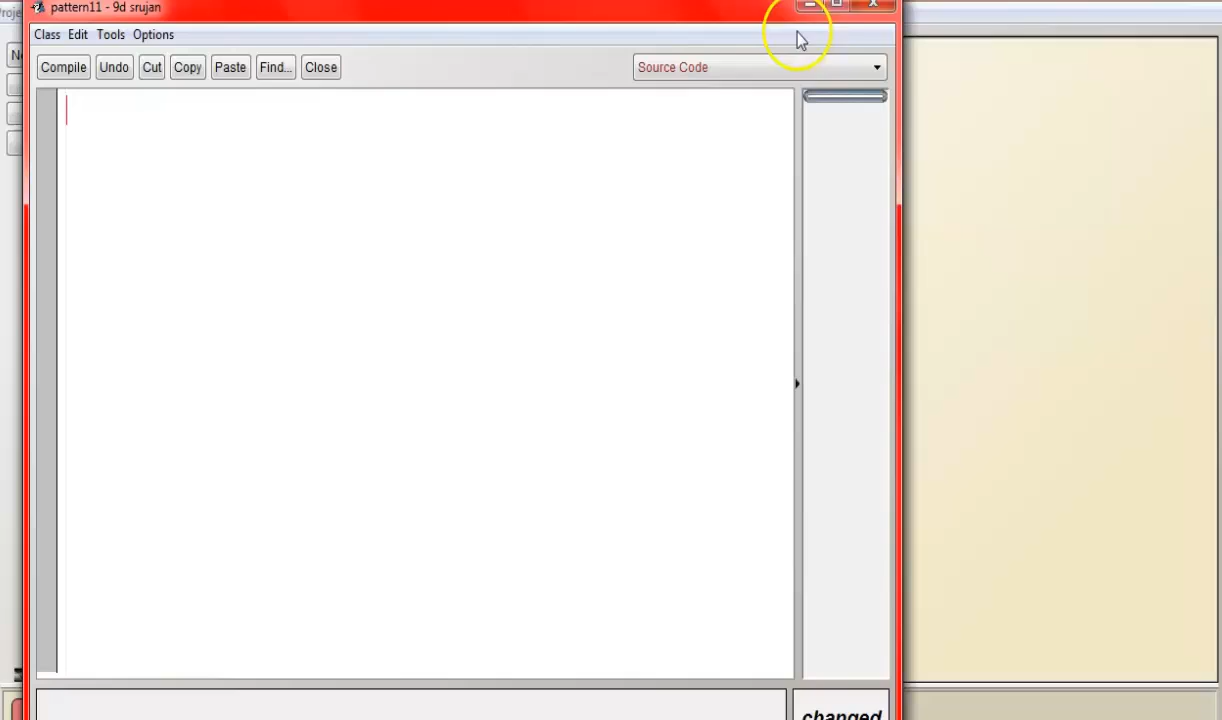 pattern11 - 9d srujan
Class Edit Tools Options
Compile Undo Cut Copy Paste Find... Close Source Code
changed